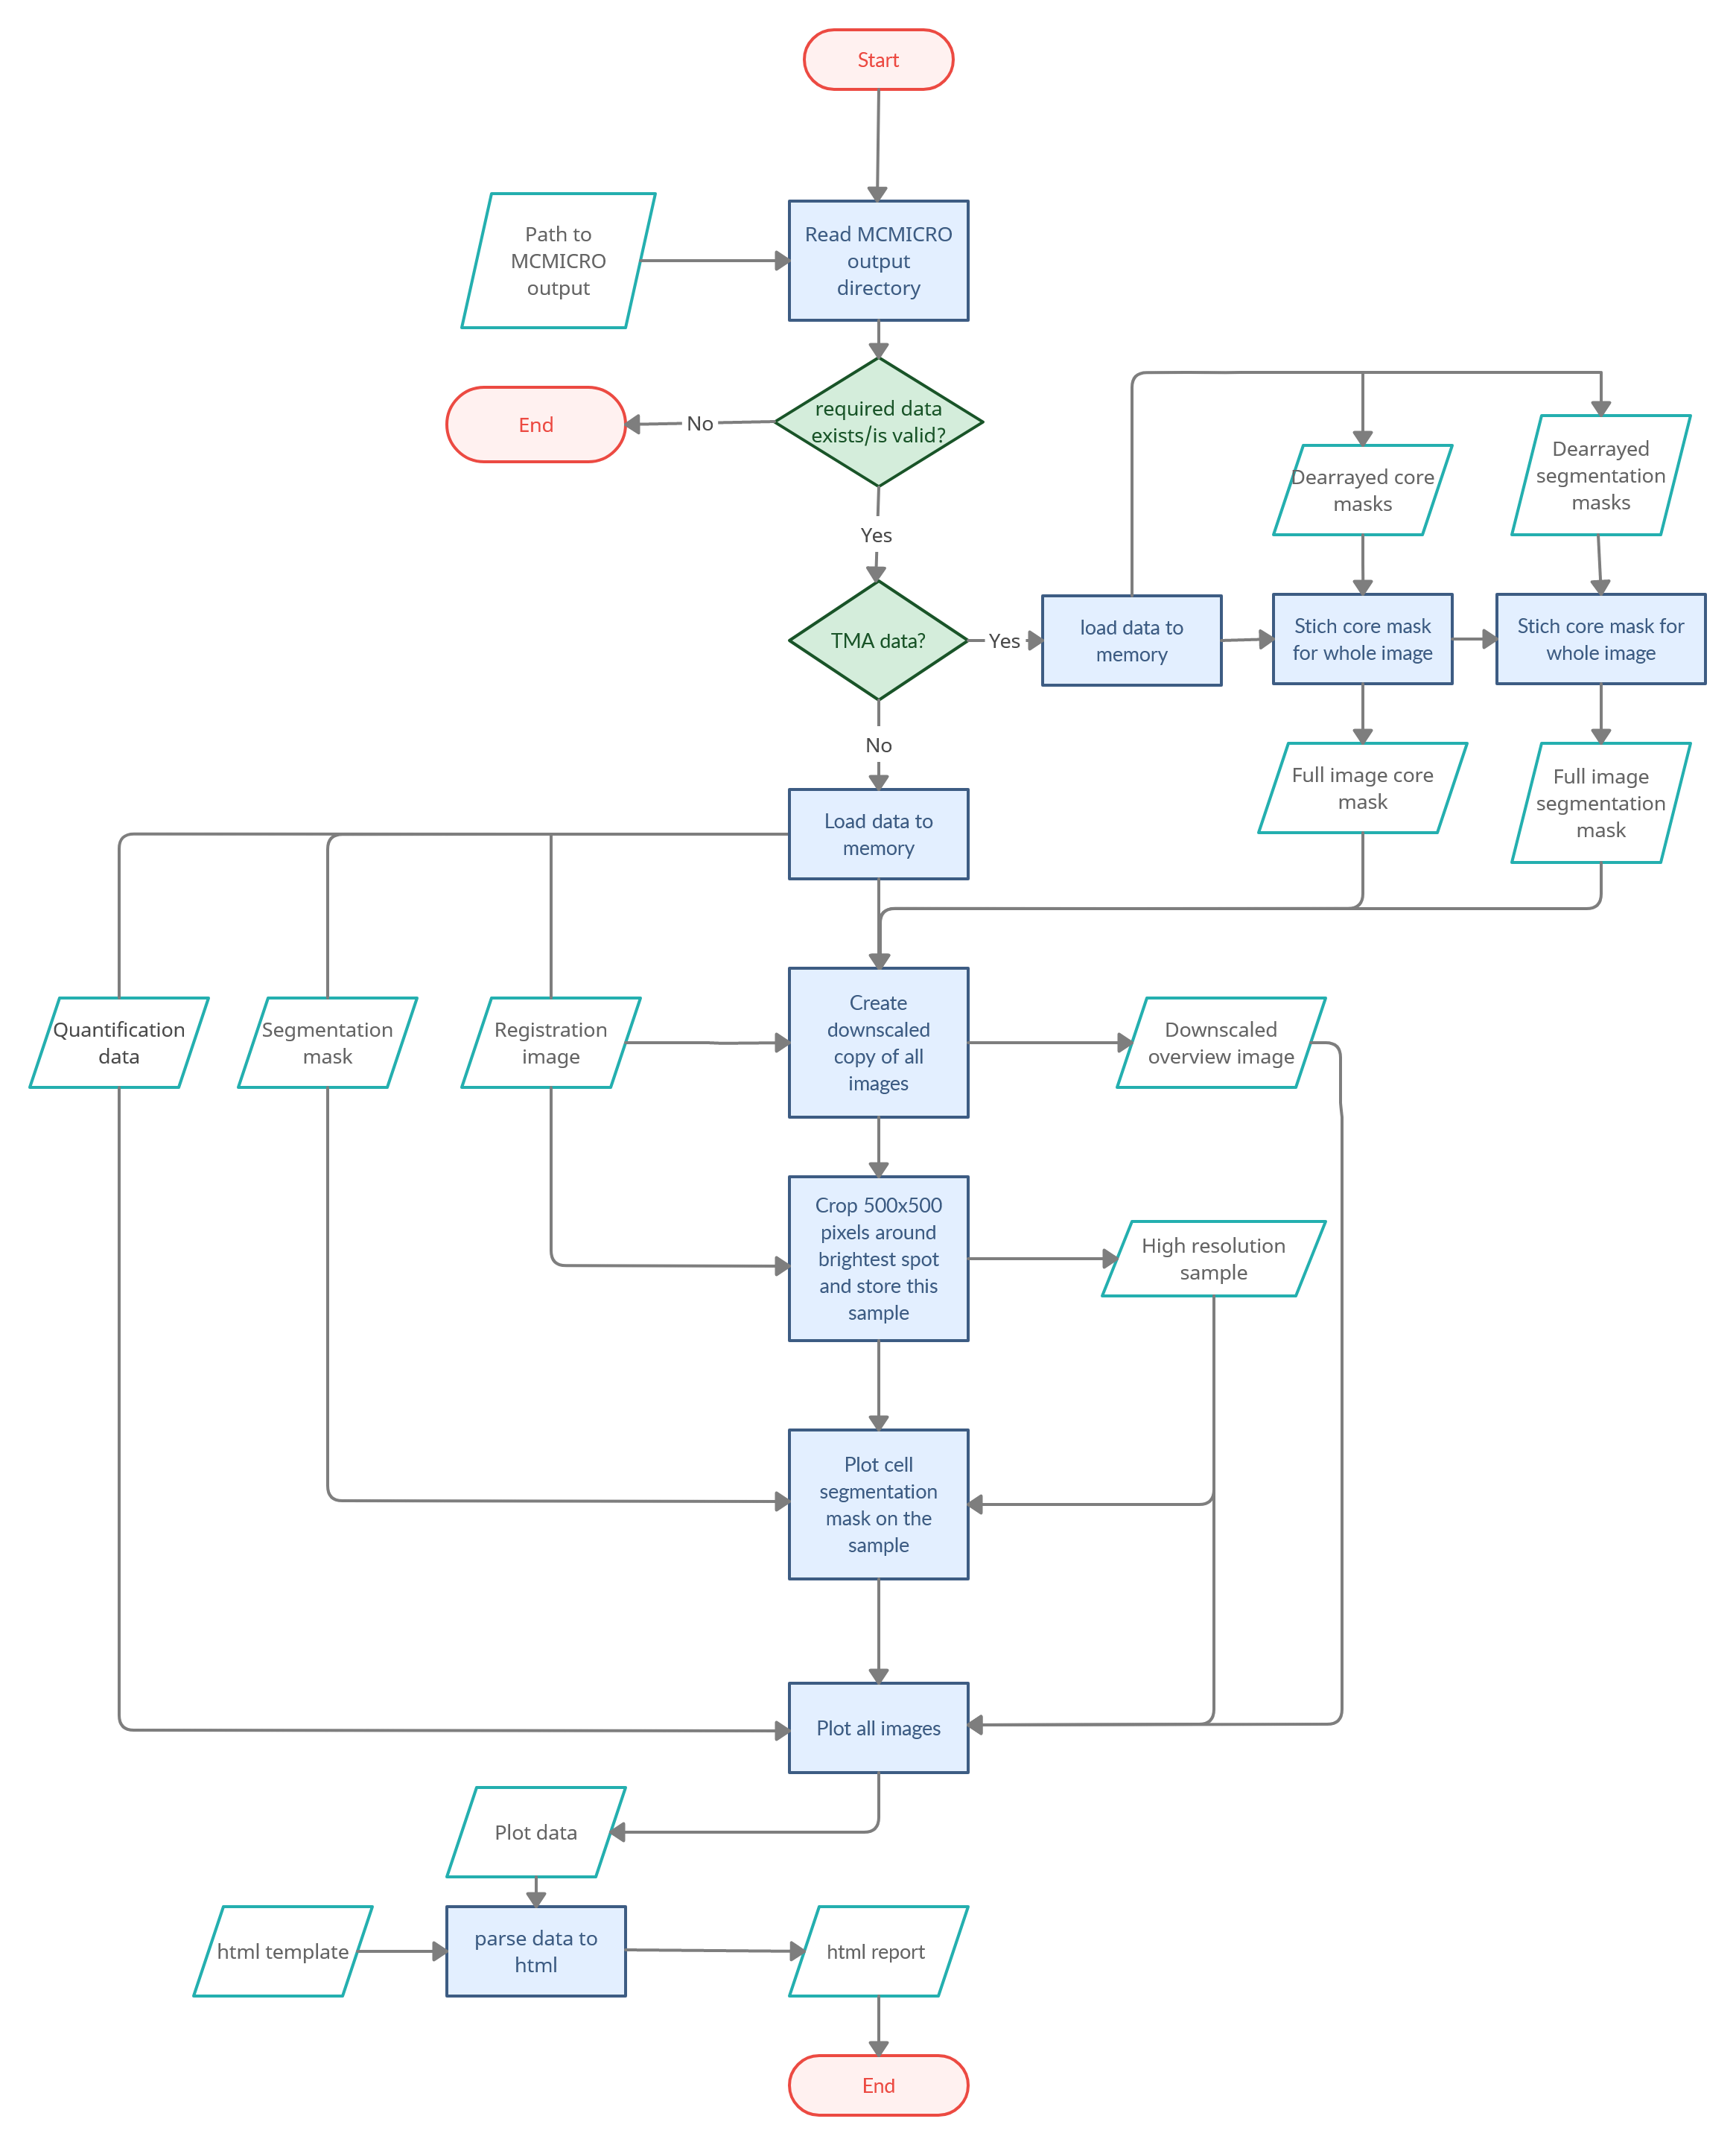 Start
Path to
MCMICRO
output
Read MCMICRO
output
directory
End
No
required data
exists/is valid?
Yes
Dearrayed core
masks
Dearrayed
segmentation
masks
TMA data?
Yes
load data to
memory
Stich core mask
for whole image
Stich core mask for
whole image
No
Full image core
mask
Full image
segmentation
mask
Load data to
memory
Quantification
data
Segmentation
mask
Registration
image
Create
downscaled
copy of all
images
Downscaled
overview image
Crop 500x500
pixels around
brightest spot
and store this
sample
High resolution
sample
Plot cell
segmentation
mask on the
sample
Plot all images
Plot data
html template
parse data to
html
html report
End